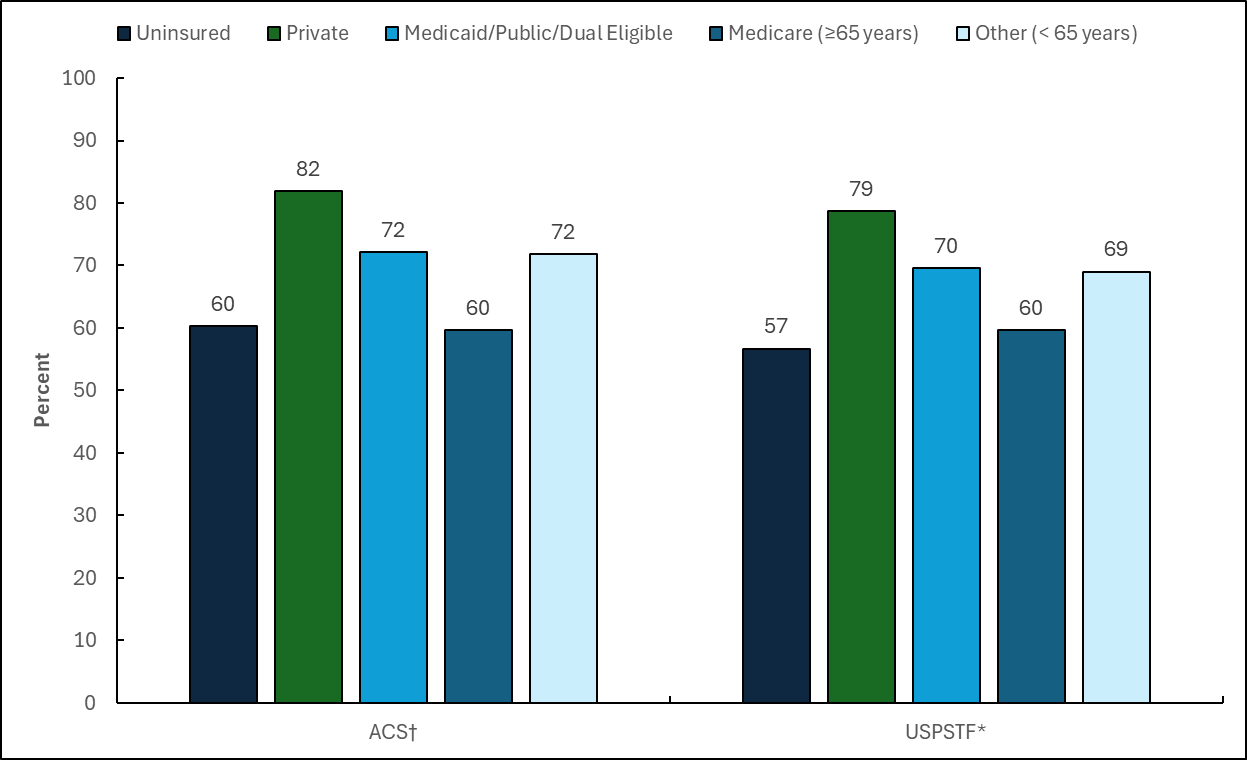 Uninsured Private Medicaid/Public/Dual Eligible Medicare (≥65 years) Other (< 65 years)
Percent
100
90
80
70
60
50
40
30
20
10
0
60 82 72 60 72
57 79 70 60 69
ACS† USPSTF*